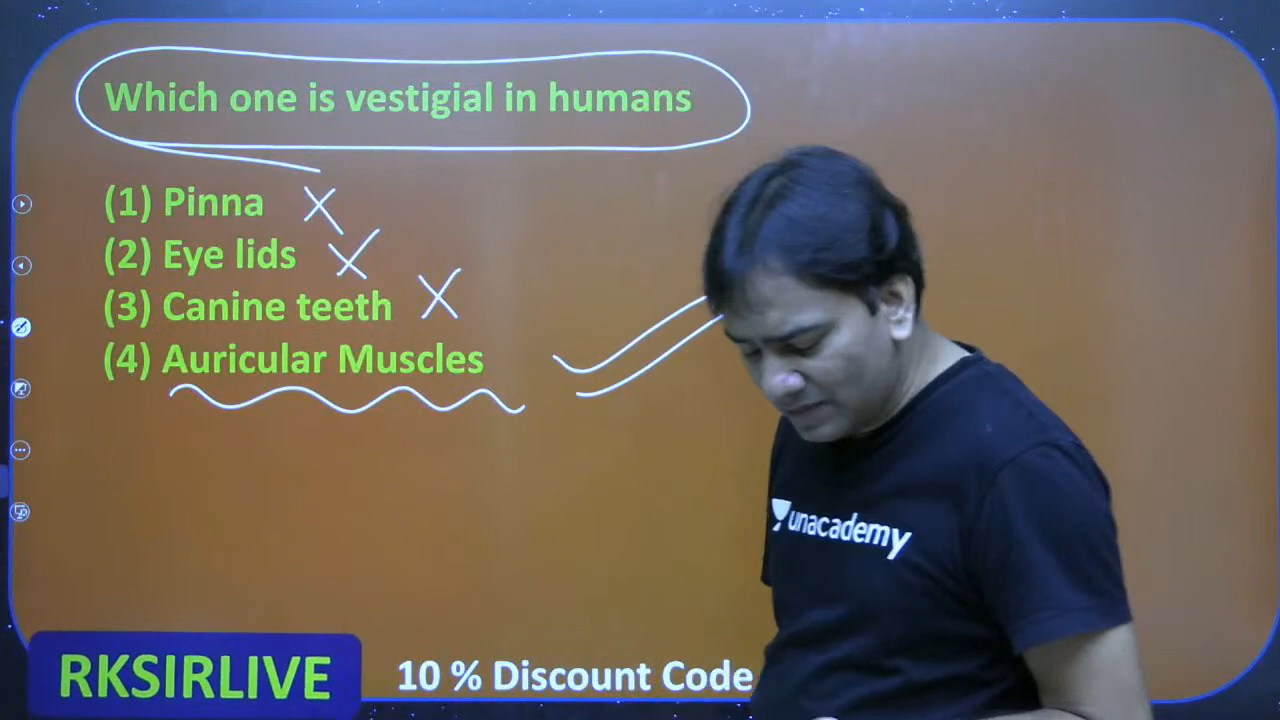 Which one is vestigial in humans
(1) Pinna
(2) Eye lids
(3) Canine teeth
(4) Auricular Muscles
unacademy
RKSIRLIVE
10 % Discount Code